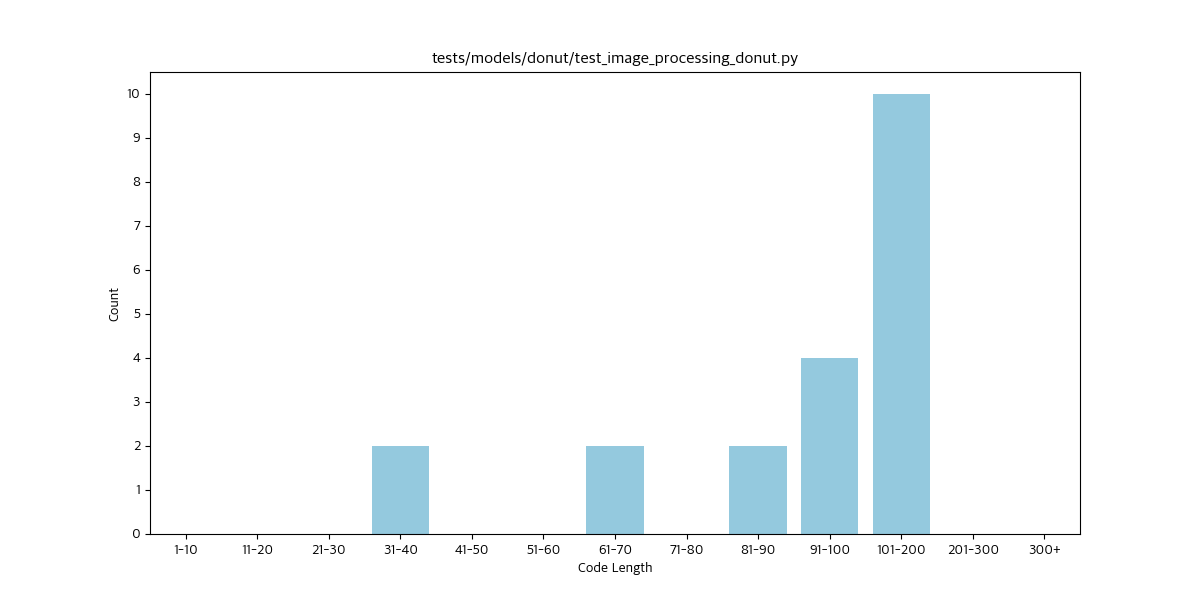 tests/models/donut/test_image_processing_donut.py
10
9
8
7
6
5
4
3
2
1
0
Count
1-10 11-20 21-30 31-40 41-50 51-60 61-70 71-80 81-90 91-100 101-200 201-300 300+
Code Length